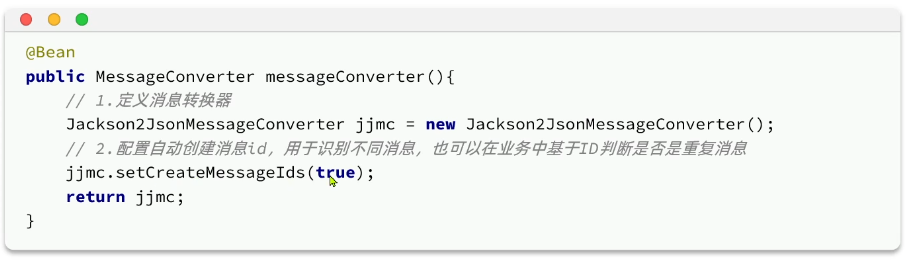 @Bean
public MessageConverter messageConverter(){
    // 1.定义消息转换器
    Jackson2JsonMessageConverter jjmc = new Jackson2JsonMessageConverter();
    // 2.配置自动创建消息id，用于识别不同消息，也可以在业务中基于ID判断是否是重复消息
    jjmc.setCreateMessageIds(true);
    return jjmc;
}